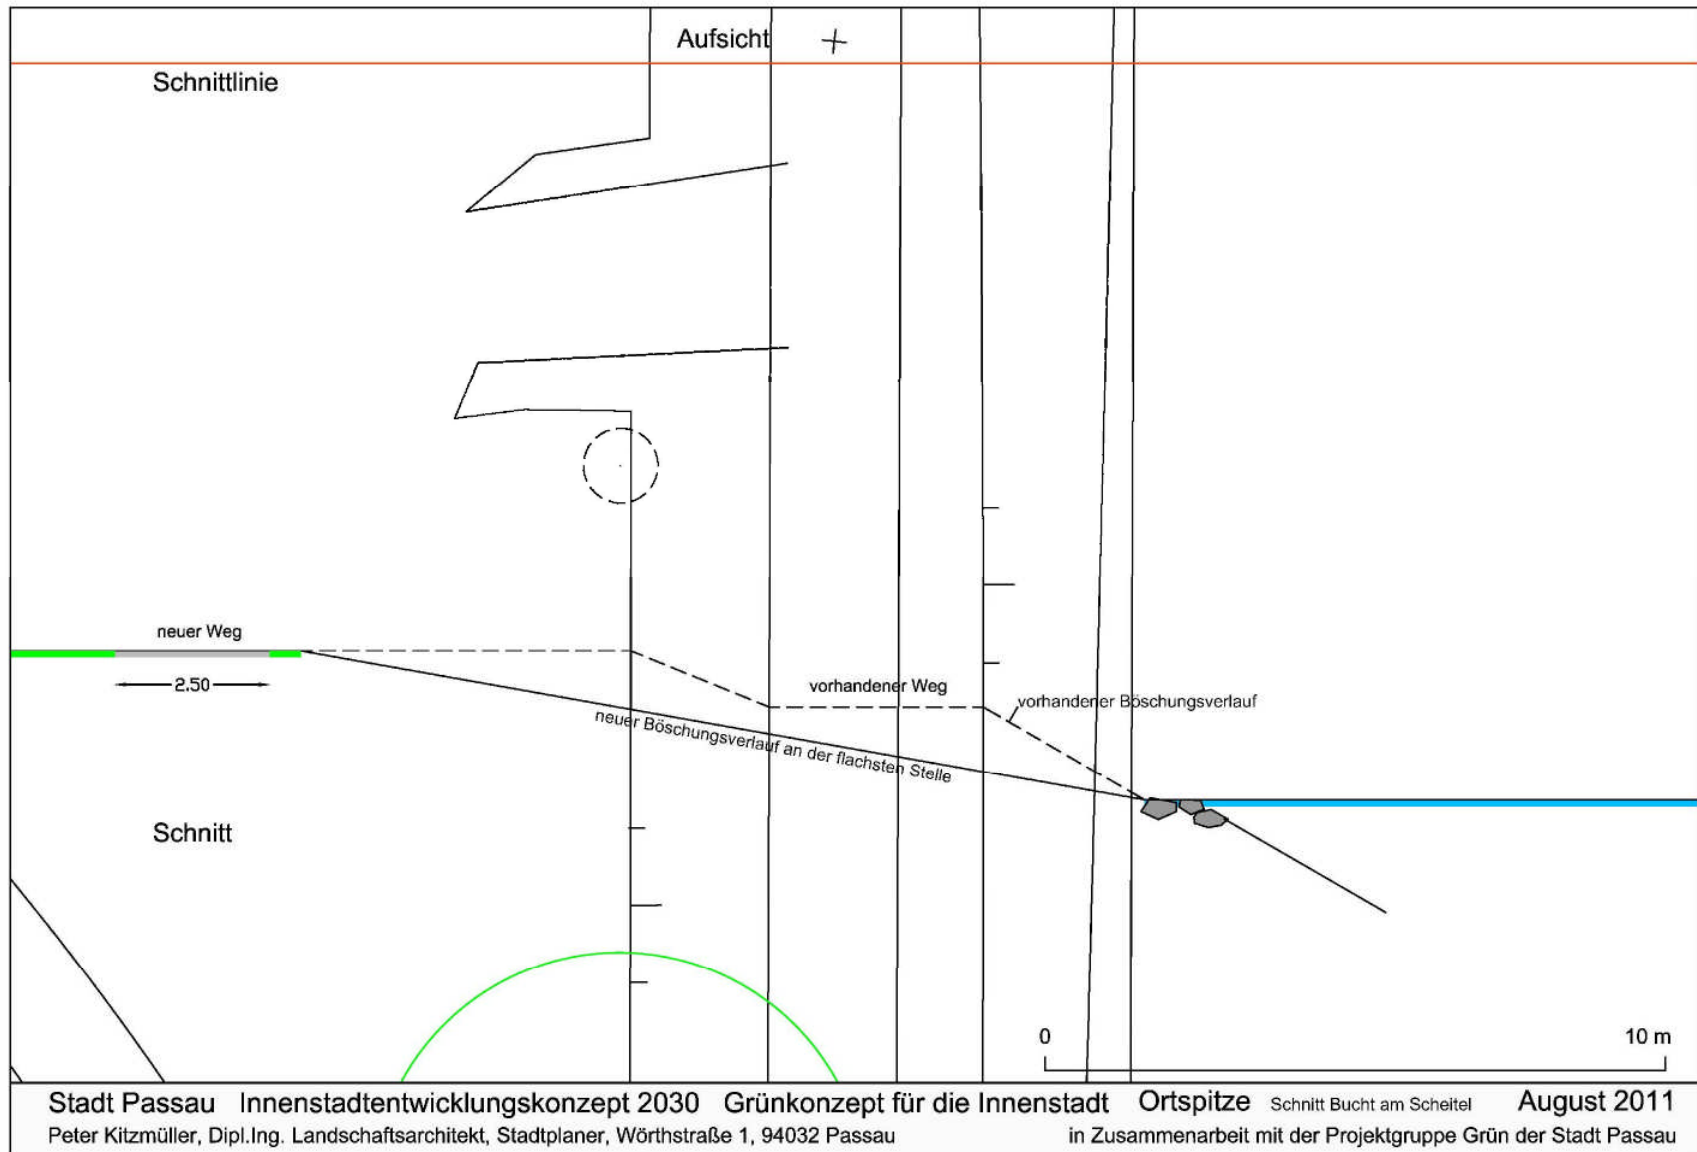 Aufsicht
Schnittlinie
neuer Weg
2.50
vorhandener Weg
vorhandener Böschungsverlauf
neuer Böschungsverlauf an der flachsten Stelle
Schnitt
0 10 m
Stadt Passau Innenstadtentwicklungskonzept 2030 Grünkonzept für die Innenstadt Ortspitze Schnitt Bucht am Scheitel August 2011
Peter Kitzmüller, Dipl.Ing. Landschaftsarchitekt, Stadtplaner, Wörthstraße 1, 94032 Passau in Zusammenarbeit mit der Projektgruppe Grün der Stadt Passau